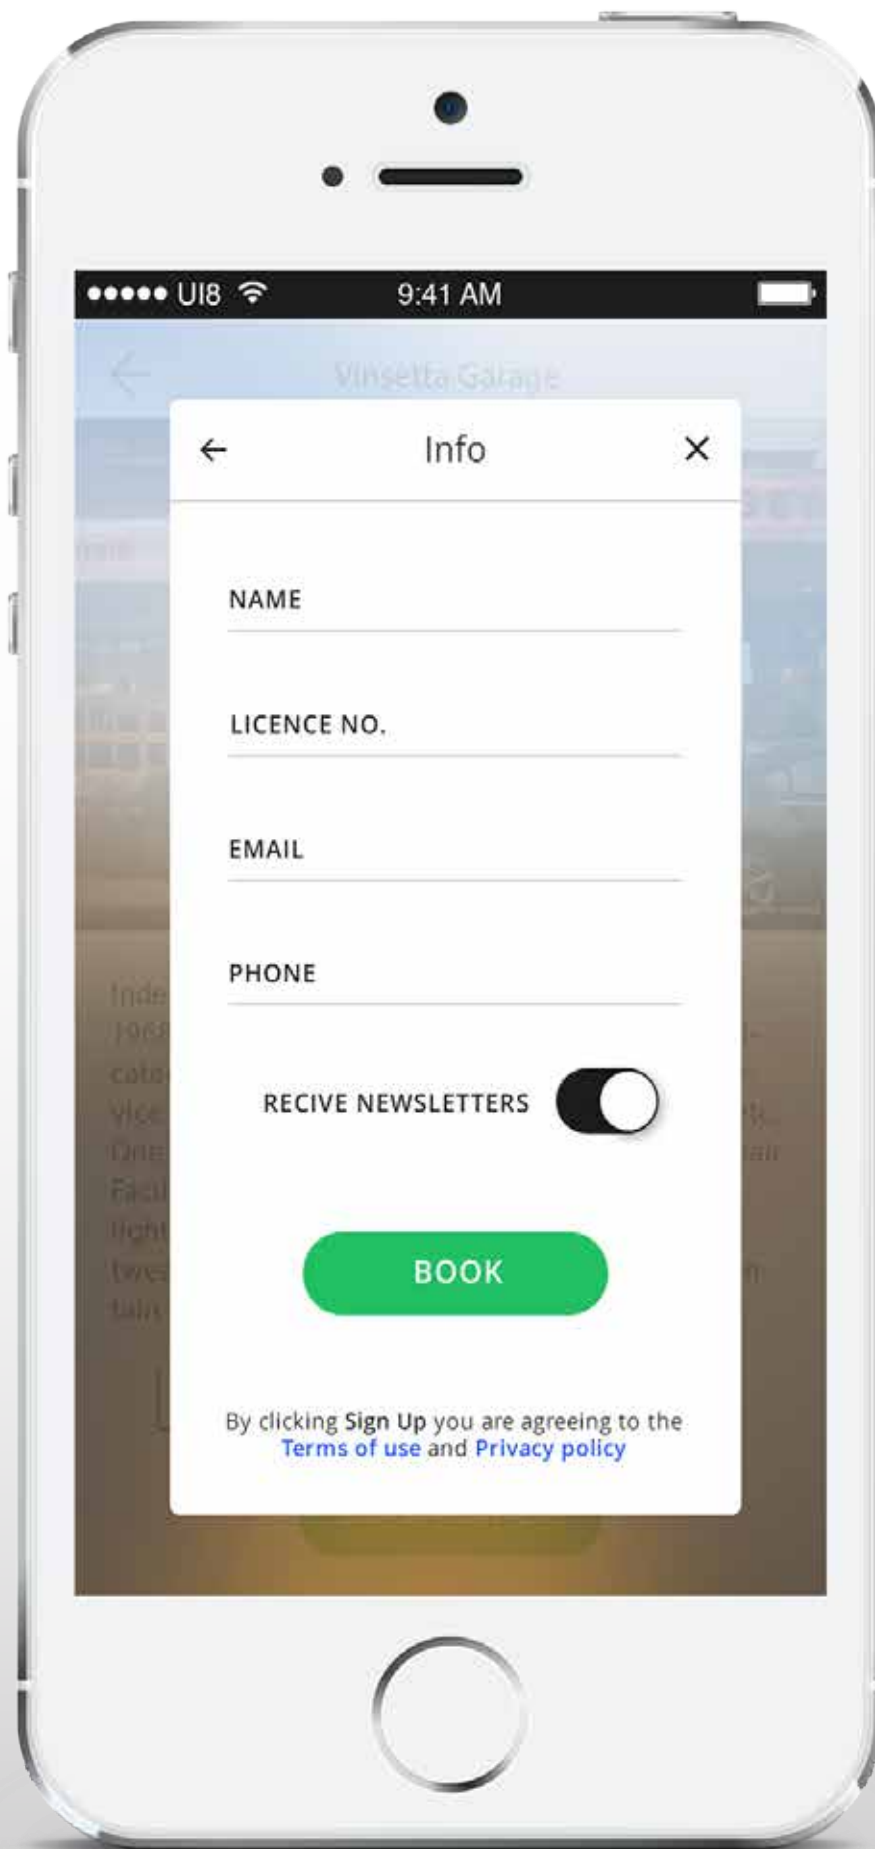 UI8 9:41 AM
Vinsetta Garage
Info
NAME
LICENCE NO.
EMAIL
PHONE
RECIVE NEWSLETTERS
BOOK
By clicking Sign Up you are agreeing to the
Terms of use and Privacy policy